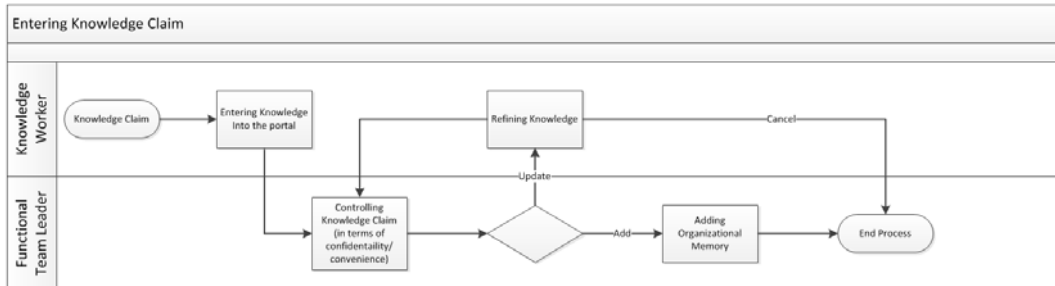 Entering Knowledge Claim
Knowledge
Worker
Knowledge Claim
Entering Knowledge
Into the portal
Refining Knowledge
Cancel
Update
Functional
Team Leader
Controlling
Knowledge Claim
(in terms of
confidentaility/
convenience)
Add
Adding
Organizational
Memory
End Process